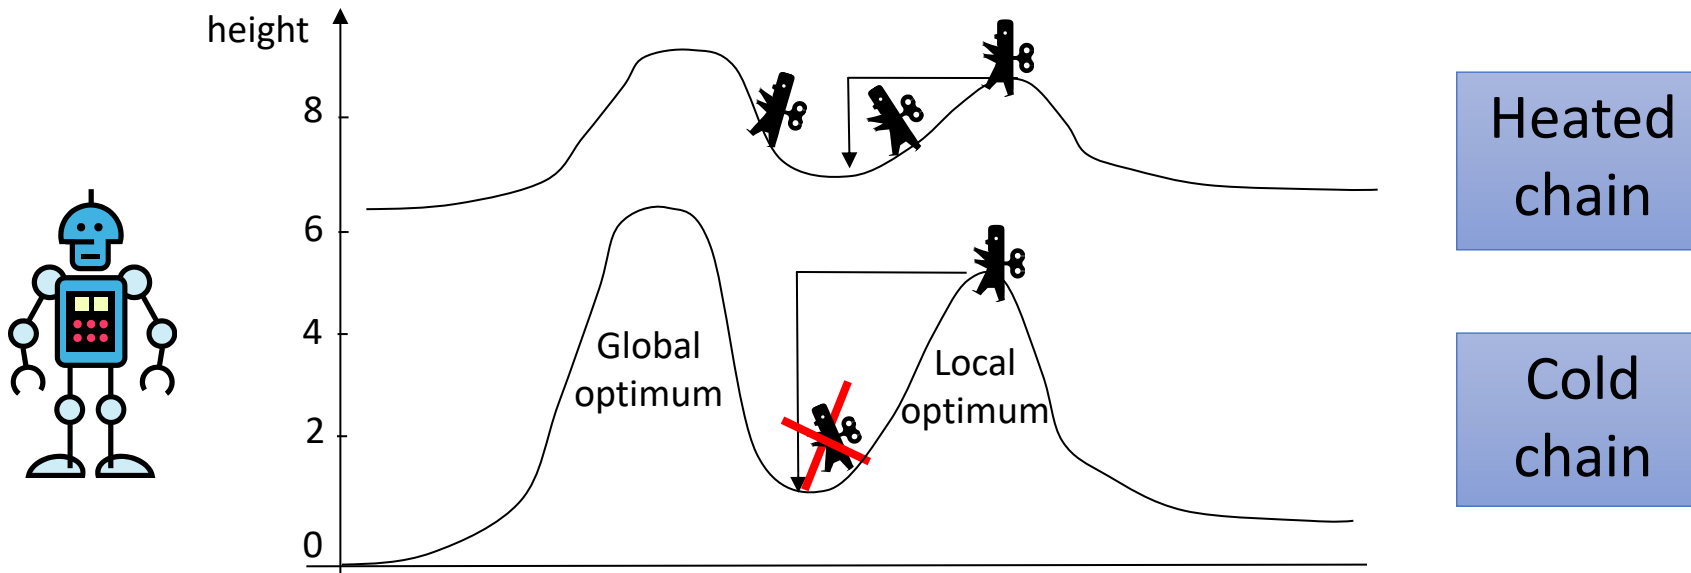 height
8
6
4
2
0
Global
optimum
Local
optimum
Heated
chain
Cold
chain